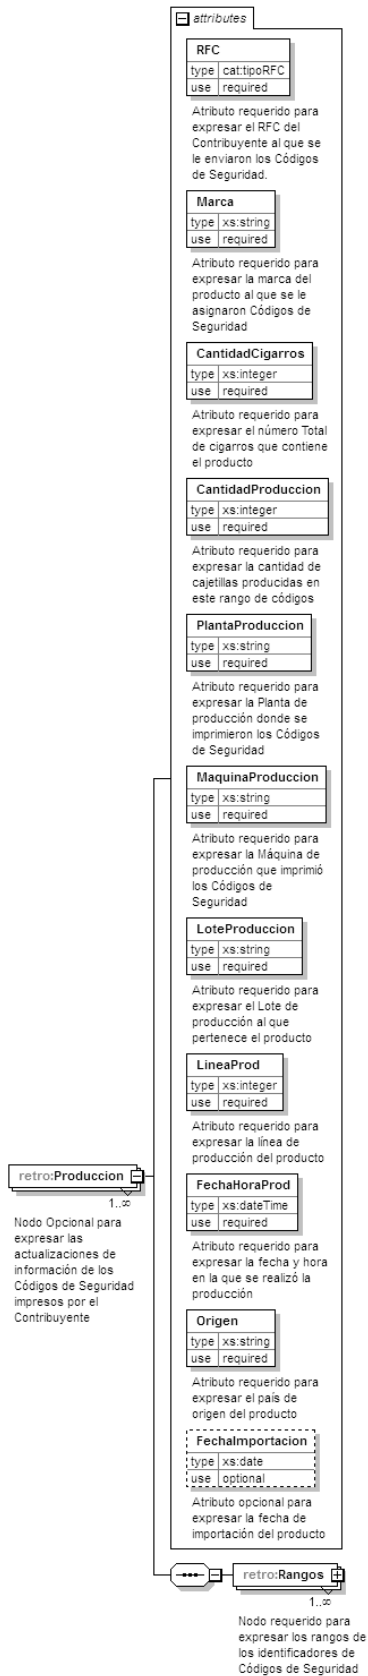 attributes
RFC
type cat:tipoRFC
use required
Atributo requerido para
expresar el RFC del
Contribuyente al que se
le enviaron los Códigos
de Seguridad.
Marca
type xs:string
use required
Atributo requerido para
expresar la marca del
producto al que se le
asignaron Códigos de
Seguridad
CantidadCigarros
type xs:integer
use required
Atributo requerido para
expresar el número Total
de cigarros que contiene
el producto
CantidadProduccion
type xs:integer
use required
Atributo requerido para
expresar la cantidad de
cajetillas producidas en
este rango de códigos
PlantaProduccion
type xs:string
use required
Atributo requerido para
expresar la Planta de
producción donde se
imprimieron los Códigos
de Seguridad
MaquinaProduccion
type xs:string
use required
Atributo requerido para
expresar la Máquina de
producción que imprimió
los Códigos de
Seguridad
LoteProduccion
type xs:string
use required
Atributo requerido para
expresar el Lote de
producción al que
pertenece el producto
LineaProd
type xs:integer
use required
Atributo requerido para
expresar la línea de
producción del producto
retro:Produccion
1..∞
Nodo Opcional para
expresar las
actualizaciones de
información de los
Códigos de Seguridad
impresos por el
Contribuyente
FechaHoraProd
type xs:dateTime
use required
Atributo requerido para
expresar la fecha y hora
en la que se realizó la
producción
Origen
type xs:string
use required
Atributo requerido para
expresar el país de
origen del producto
FechaImportacion
type xs:date
use optional
Atributo opcional para
expresar la fecha de
importación del producto
retro:Rangos
1..∞
Nodo requerido para
expresar los rangos de
los identificadores de
Códigos de Seguridad